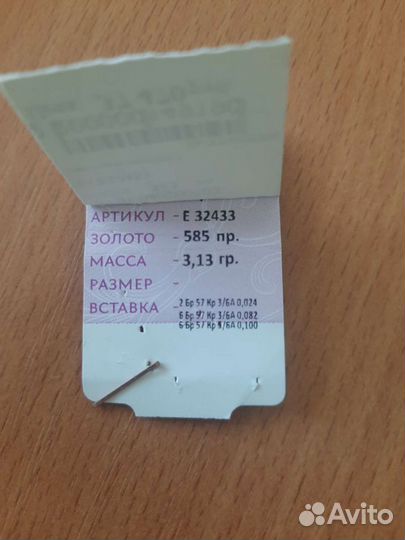 АРТИКУЛ - Е 32433
ЗОЛОТО - 585 пр.
МАССА - 3,13 гр.
РАЗМЕР -
ВСТАВКА - 2 Бр 57 Кр 3/6А 0,024
6 Бр 57 Кр 3/6А 0,082
6 Бр 57 Кр /6А 0,100
Avito